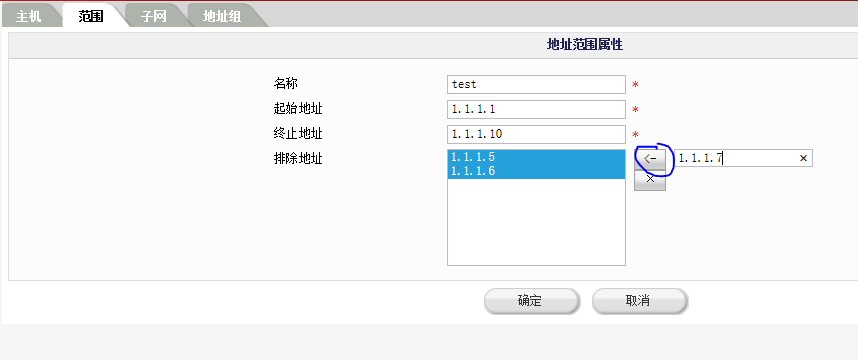 主机 范围 子网 地址组
地址范围属性
名称 test *
起始地址 1.1.1.1 *
终止地址 1.1.1.10 *
排除地址 1.1.1.5 <- 1.1.1.7 ×
1.1.1.6 ×
确定 取消